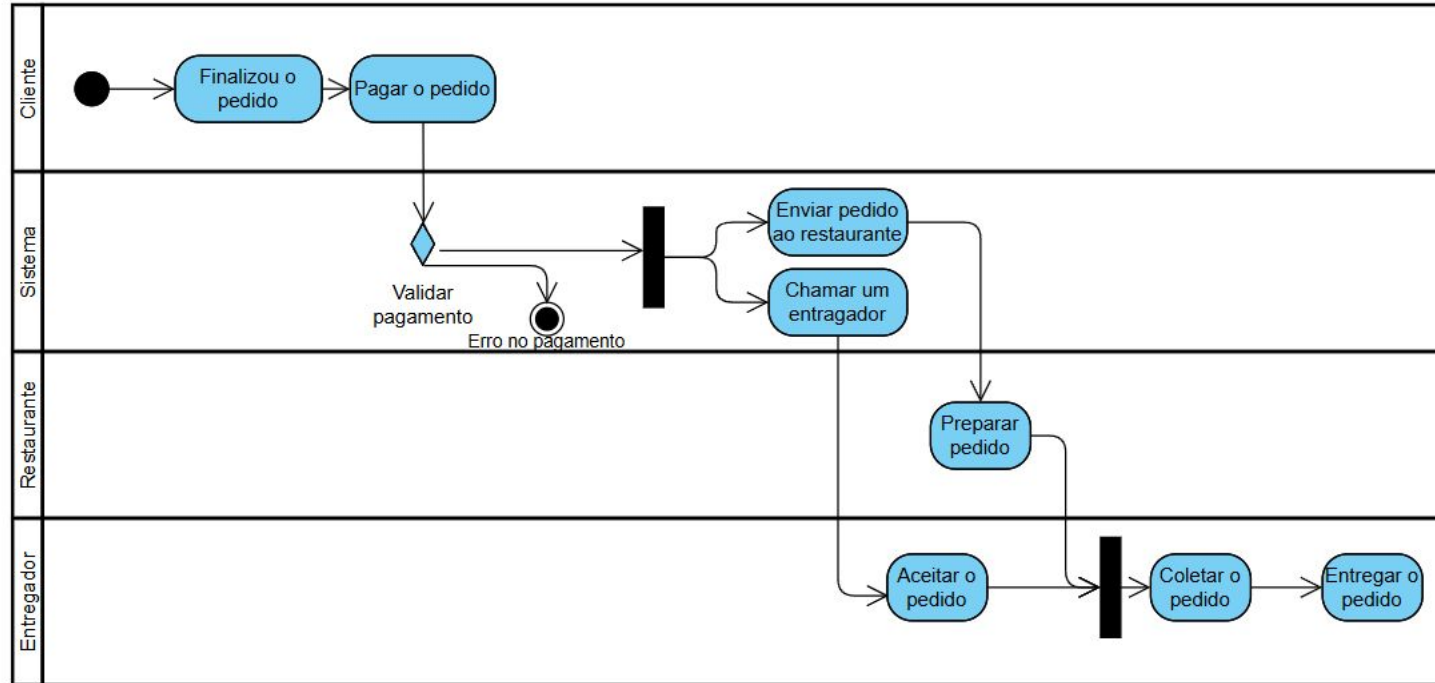 Cliente
Finalizou o
pedido
Pagar o pedido
Sistema
Validar
pagamento
Erro no pagamento
Enviar pedido
ao restaurante
Chamar um
entragador
Restaurante
Preparar
pedido
Entregador
Aceitar o
pedido
Coletar o
pedido
Entregar o
pedido